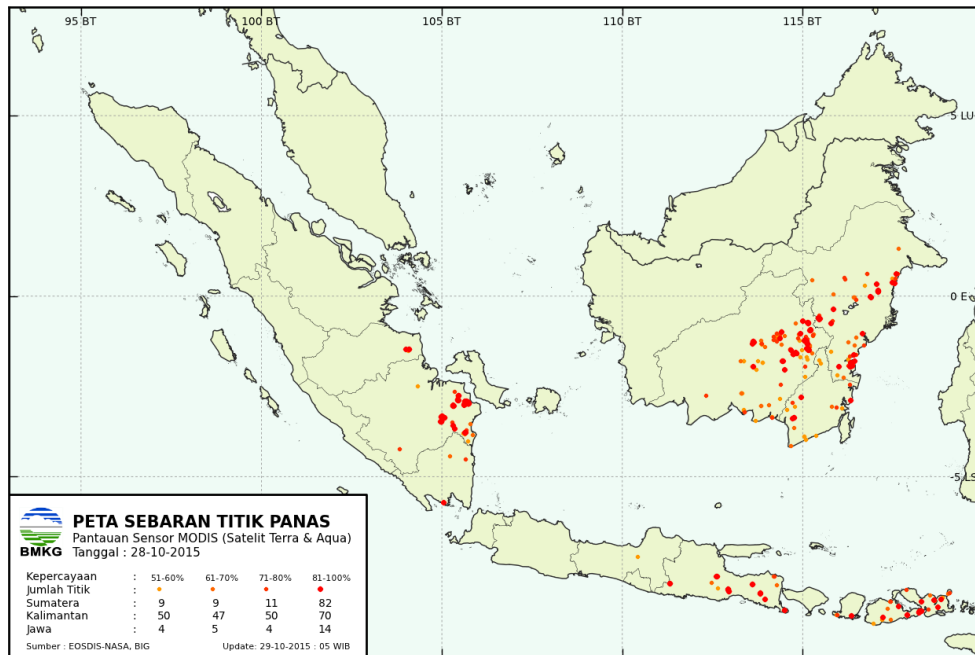 95 BT 100 BT 105 BT 110 BT 115 BT
5 LU
0 E
5 LS
BMKG
PETA SEBARAN TITIK PANAS
Pantauan Sensor MODIS (Satelit Terra & Aqua)
Tanggal : 28-10-2015
Kepercayaan : 51-60% 61-70% 71-80% 81-100%
Jumlah Titik :
Sumatera : 9 9 11 82
Kalimantan : 50 47 50 70
Jawa : 4 5 4 14
Sumber : EOSDIS-NASA, BIG Update: 29-10-2015 : 05 WIB